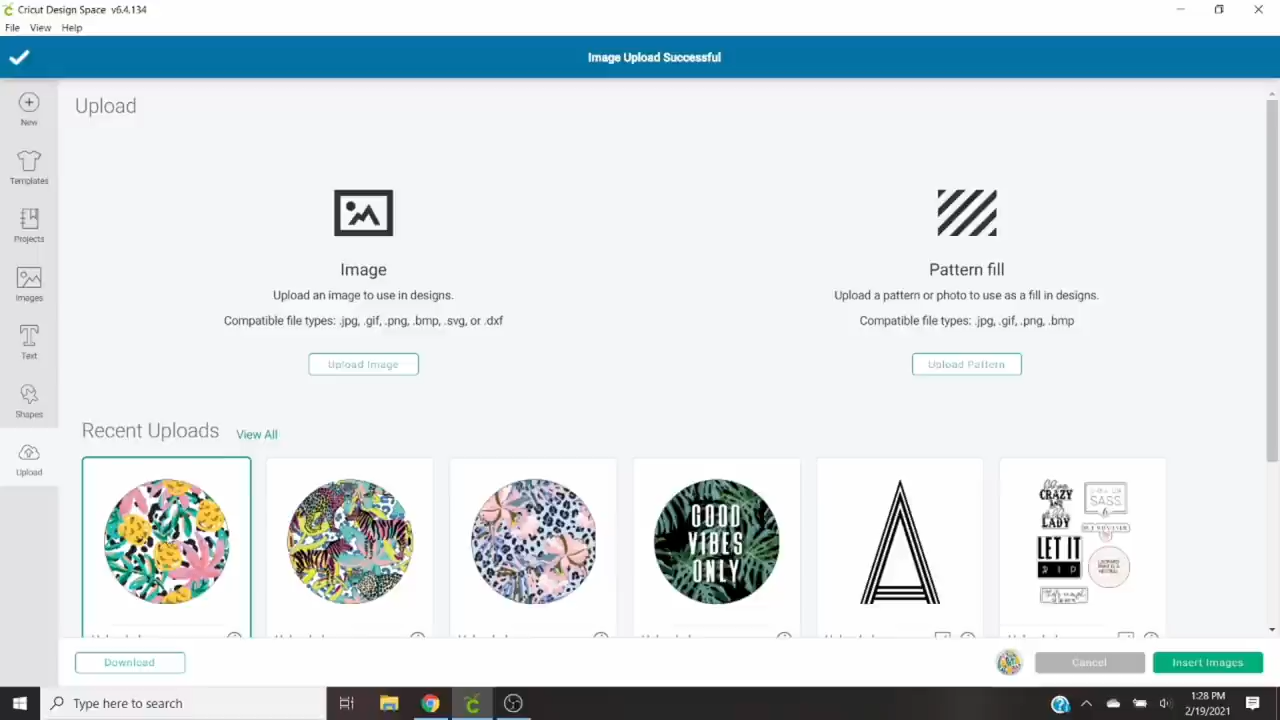 Cricut Design Space v6.4.134
File View Help
Image Upload Successful
New
Templates
Projects
Images
Text
Shapes
Upload
Upload
Image
Upload an image to use in designs.
Compatible file types: .jpg, .gif, .png, .bmp, .svg, or .dxf
Upload Image
Pattern fill
Upload a pattern or photo to use as a fill in designs.
Compatible file types: .jpg, .gif, .png, .bmp
Upload Pattern
Recent Uploads View All
GOOD
VIBES
ONLY
CRAZY
LADY
LET IT
SASS
Download
Cancel
Insert Images
Type here to search
1:28 PM
2/19/2021